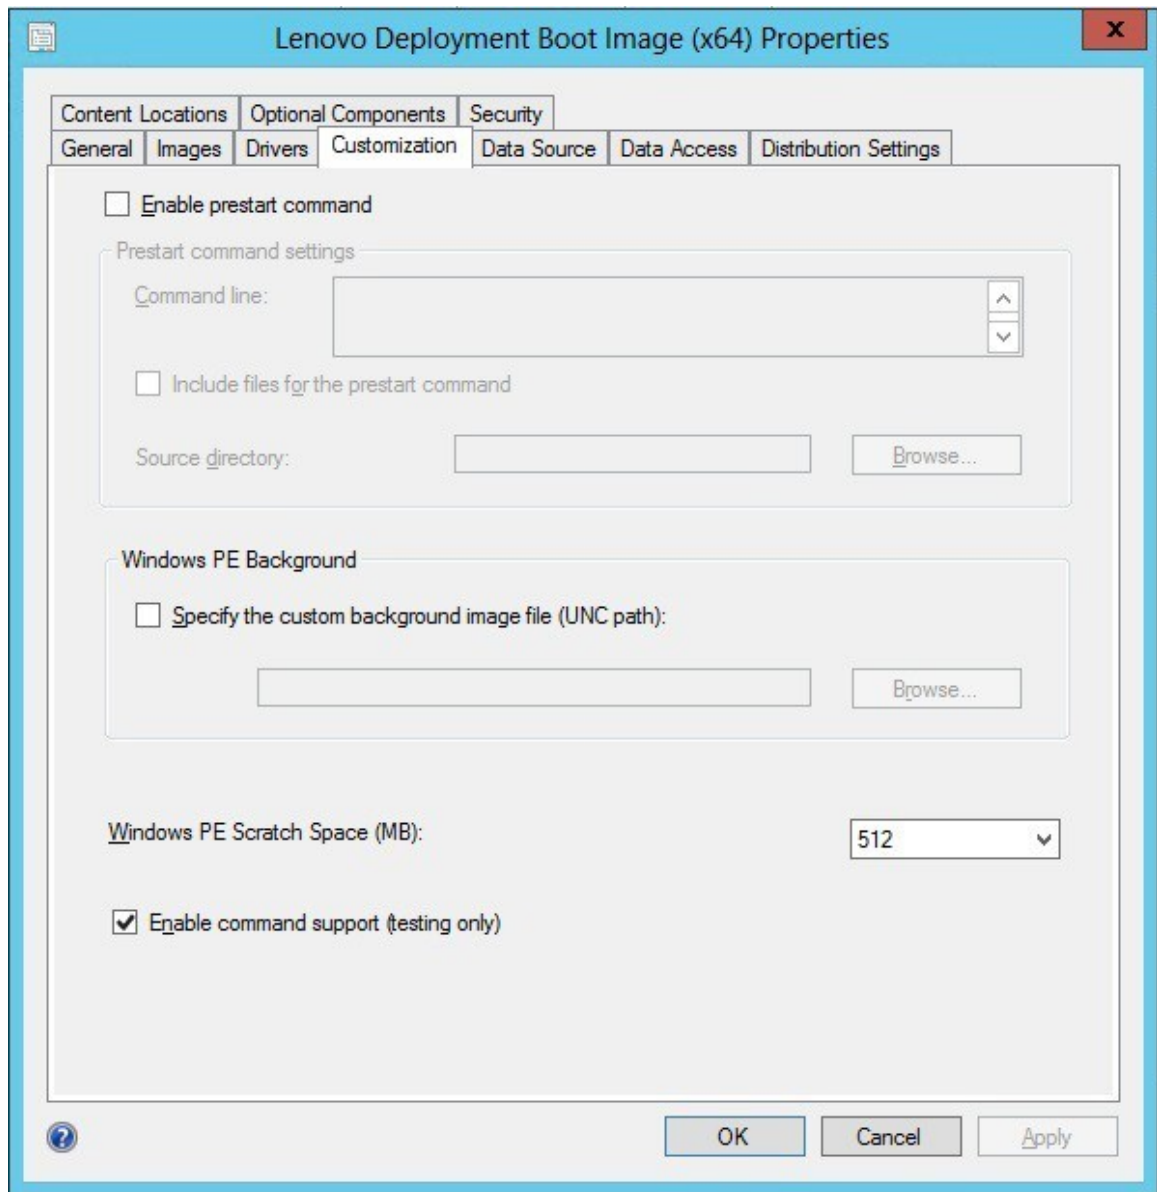 Lenovo Deployment Boot Image (x64) Properties
x
Content Locations Optional Components Security
General Images Drivers Customization Data Source Data Access Distribution Settings
Enable prestart command
Prestart command settings
Command line:
Include files for the prestart command
Source directory: Browse...
Windows PE Background
Specify the custom background image file (UNC path):
Browse...
Windows PE Scratch Space (MB): 512
Enable command support (testing only)
? OK Cancel Apply